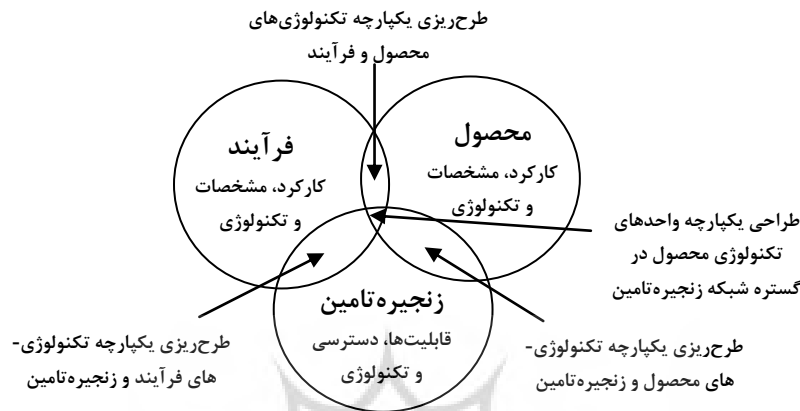 طرح‌ریزی یکپارچه تکنولوژی‌های
محصول و فرآیند
محصول
کارکرد، مشخصات
و تکنولوژی
فرآیند
کارکرد، مشخصات
و تکنولوژی
طراحی یکپارچه واحدهای
تکنولوژی محصول در
گستره شبکه زنجیره‌تامین
زنجیره‌تامین
قابلیت‌ها، دسترسی
و تکنولوژی
طرح‌ریزی یکپارچه تکنولوژی-
های محصول و زنجیره‌تامین
طرح‌ریزی یکپارچه تکنولوژی-
های فرآیند و زنجیره‌تامین